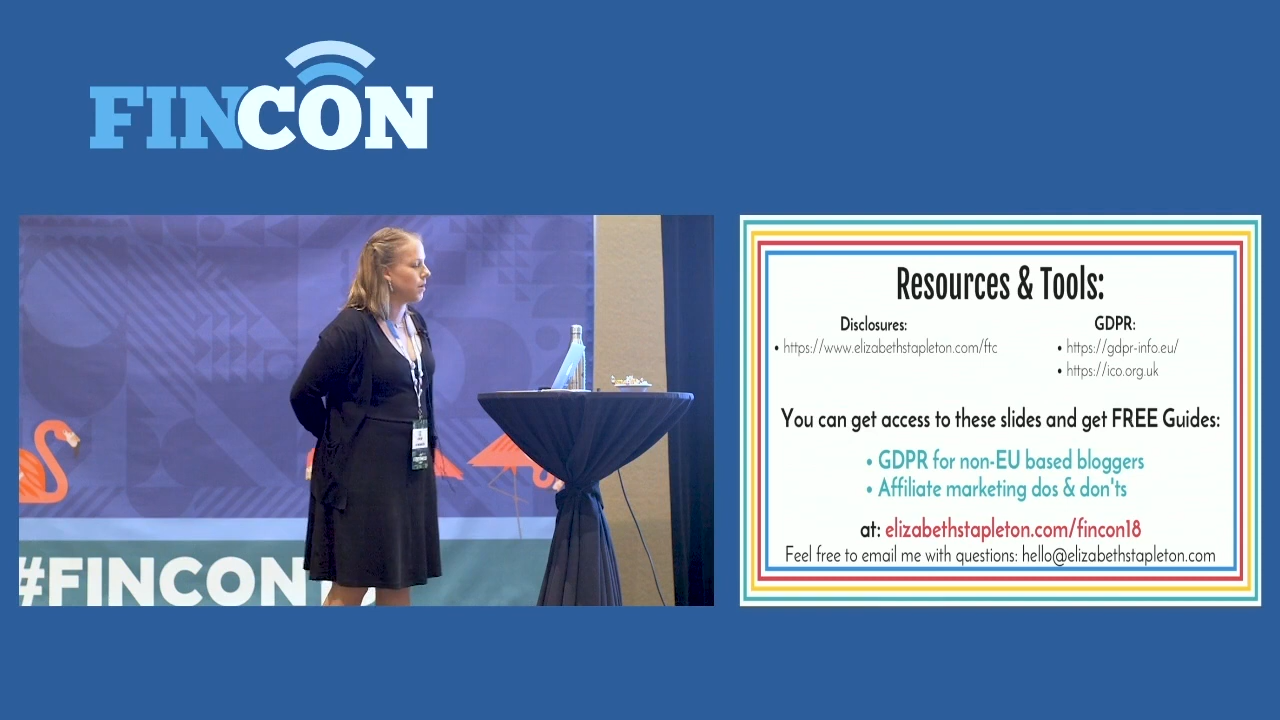 FINCON
#FINCON
Resources & Tools:
Disclosures:
• https://www.elizabethstapleton.com/ftc
GDPR:
• https://gdpr-info.eu/
• https://ico.org.uk
You can get access to these slides and get FREE Guides:
• GDPR for non-EU based bloggers
• Affiliate marketing dos & don'ts
at: elizabethstapleton.com/fincon18
Feel free to email me with questions: hello@elizabethstapleton.com